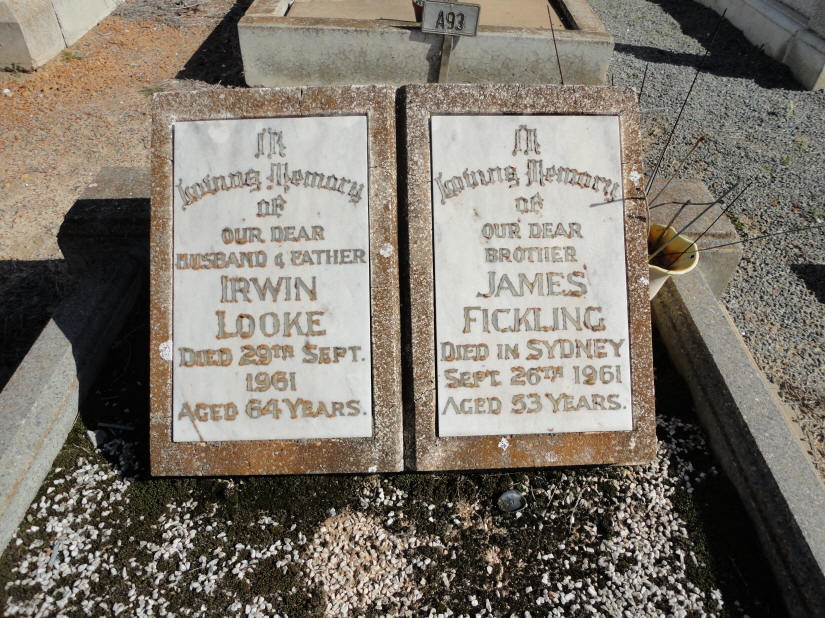 A93
In
Loving Memory
of
OUR DEAR
HUSBAND & FATHER
IRWIN
LOOKE
DIED 29TH SEPT.
1961
AGED 64 YEARS.
In
Loving Memory
of
OUR DEAR
BROTHER
JAMES
FICKLING
DIED IN SYDNEY
SEPT. 26TH 1961
AGED 53 YEARS.